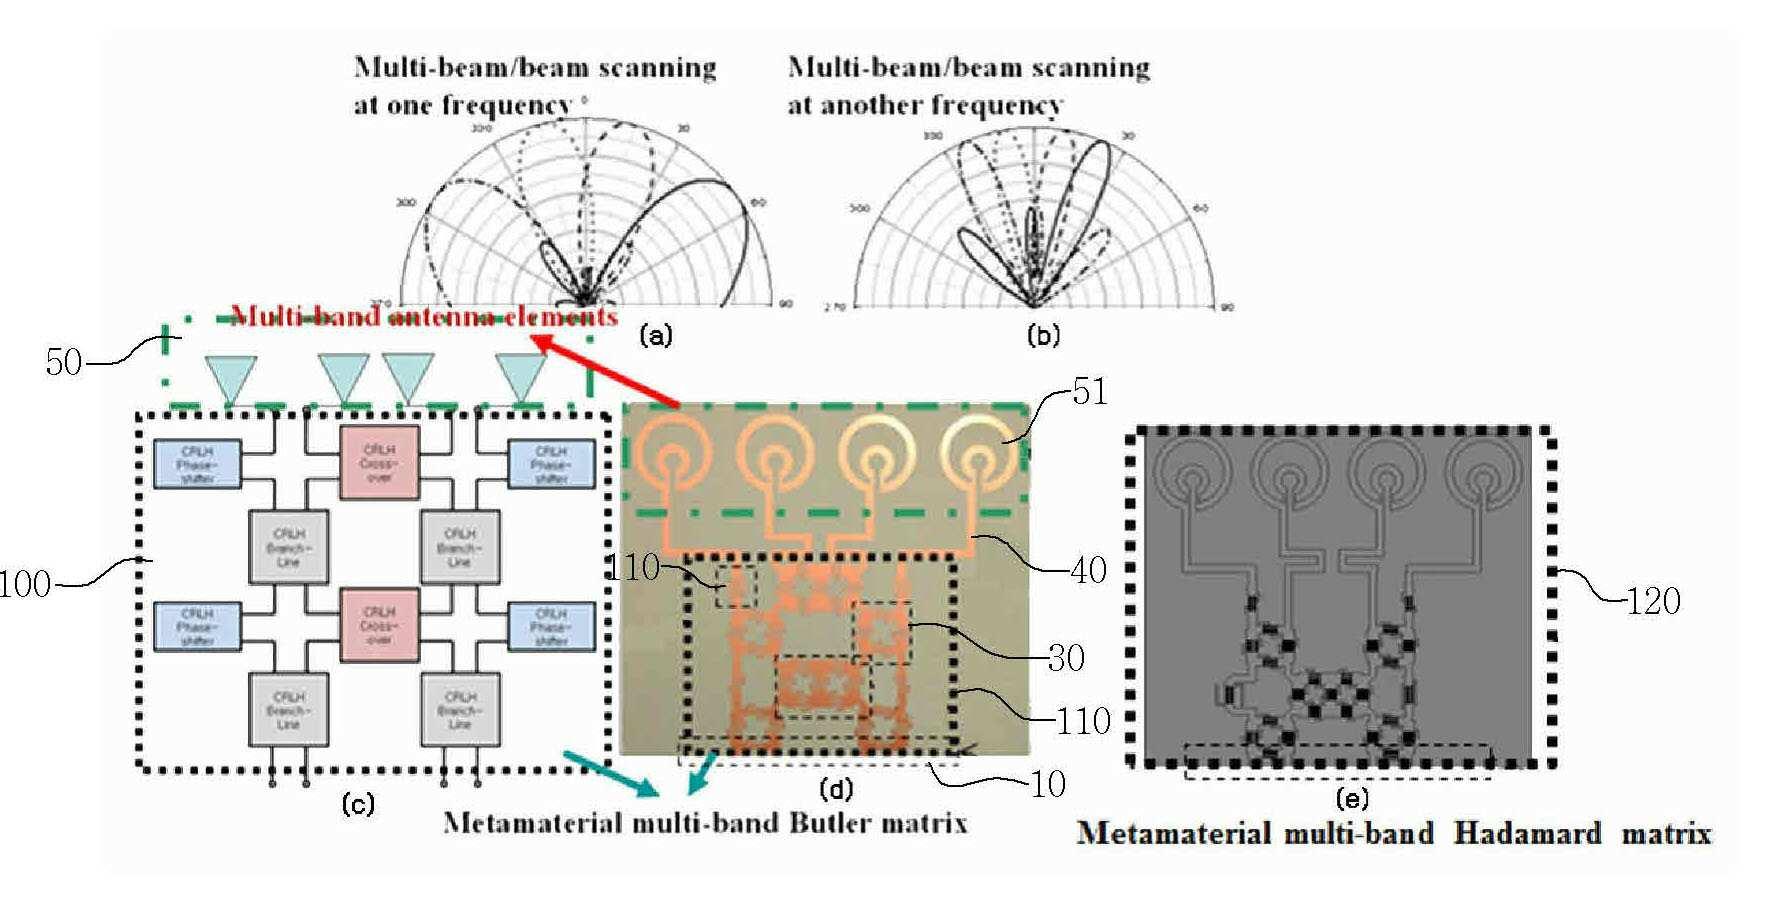 Multi-beam/beam scanning
at one frequency
Multi-beam/beam scanning
at another frequency
0
330
30
300
60
270
90
(a)
330
30
300
60
270
90
(b)
Multi-band antenna elements
50
51
CRLH
Phase-
shifter
CRLH
Cross-
over
CRLH
Phase-
shifter
CRLH
Branch-
Line
CRLH
Branch-
Line
100
CRLH
Phase-
shifter
CRLH
Cross-
over
CRLH
Phase-
shifter
CRLH
Branch-
Line
CRLH
Branch-
Line
(c)
110
40
30
110
10
(d)
120
(e)
Metamaterial multi-band Butler matrix
Metamaterial multi-band Hadamard matrix